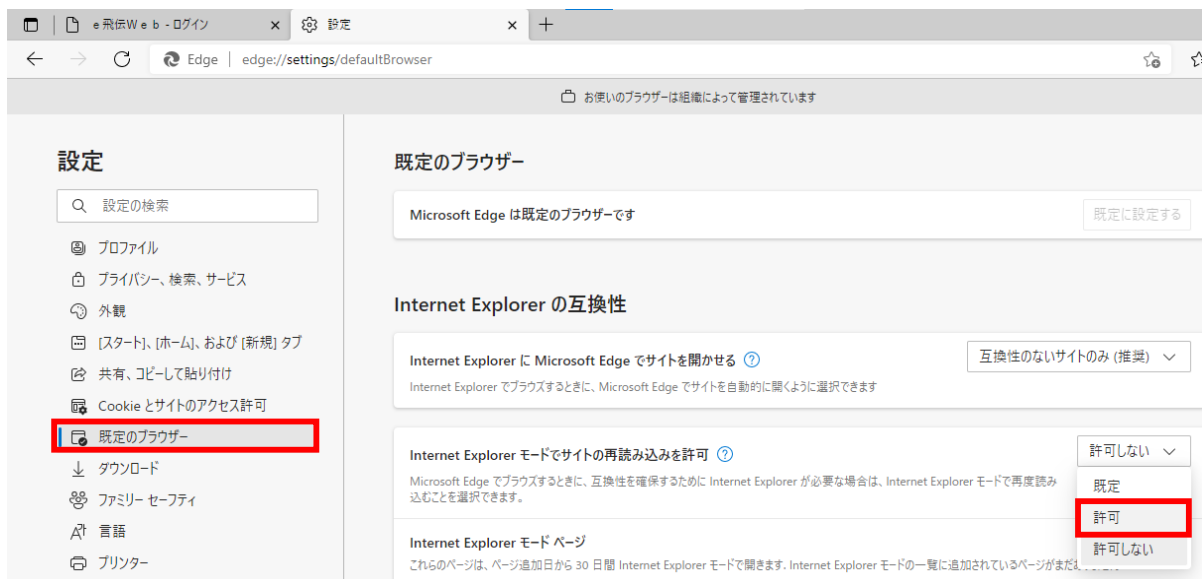 e飛伝Web - ログイン
設定
Edge
edge://settings/defaultBrowser
お使いのブラウザーは組織によって管理されています
設定
設定の検索
プロファイル
プライバシー、検索、サービス
外観
[スタート]、[ホーム]、および [新規] タブ
共有、コピーして貼り付け
Cookie とサイトのアクセス許可
既定のブラウザー
ダウンロード
ファミリー セーフティ
言語
プリンター
既定のブラウザー
Microsoft Edge は既定のブラウザーです
既定に設定する
Internet Explorer の互換性
Internet Explorer に Microsoft Edge でサイトを開かせる
互換性のないサイトのみ (推奨)
Internet Explorer でブラウズするときに、Microsoft Edge でサイトを自動的に開くように選択できます
Internet Explorer モードでサイトの再読み込みを許可
許可しない
Microsoft Edge でブラウズするときに、互換性を確保するために Internet Explorer が必要な場合は、Internet Explorer モードで再度読み
込むことを選択できます。
既定
許可
許可しない
Internet Explorer モード ページ
これらのページは、ページ追加日から 30 日間 Internet Explorer モードで開きます. Internet Explorer モードの一覧に追加されているページがまだ